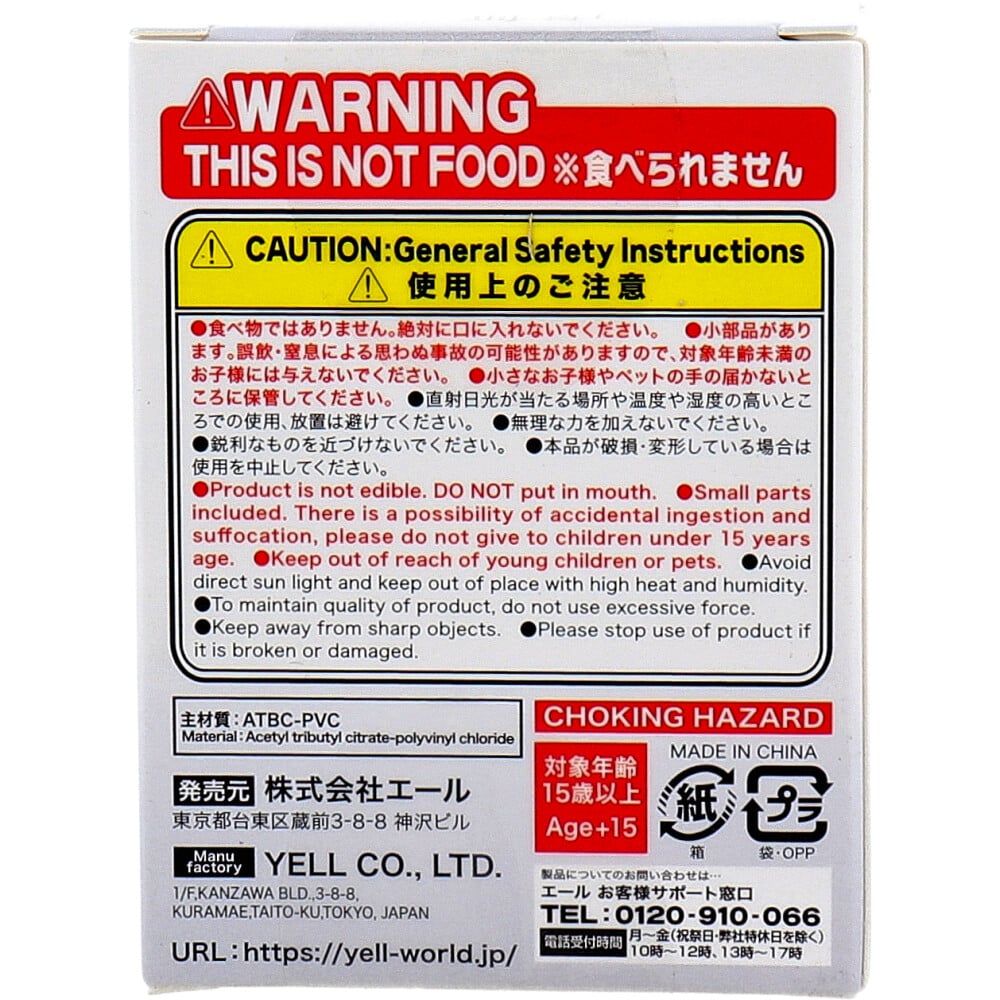 WARNING
THIS IS NOT FOOD ※食べられません
CAUTION:General Safety Instructions
使用上のご注意
●食べ物ではありません。絶対に口に入れないでください。 ●小部品があり
ます。誤飲・窒息による思わぬ事故の可能性がありますので、対象年齢未満の
お子様には与えないでください。 ●小さなお子様やペットの手の届かないと
ころに保管してください。 ●直射日光が当たる場所や温度や湿度の高いとこ
ろでの使用、放置は避けてください。 ●無理な力を加えないでください。
●鋭利なものを近づけないでください。 ●本品が破損・変形している場合は
使用を中止してください。
●Product is not edible. DO NOT put in mouth. ●Small parts
included. There is a possibility of accidental ingestion and
suffocation, please do not give to children under 15 years
age. ●Keep out of reach of young children or pets. ●Avoid
direct sun light and keep out of place with high heat and humidity.
●To maintain quality of product, do not use excessive force.
●Keep away from sharp objects. ●Please stop use of product if
it is broken or damaged.
主材質:ATBC-PVC
Material:Acetyl tributyl citrate-polyvinyl chloride
発売元 株式会社エール
東京都台東区蔵前3-8-8 神沢ビル
Manu
factory YELL CO., LTD.
1/F,KANZAWA BLD.,3-8-8,
KURAMAE,TAITO-KU,TOKYO, JAPAN
URL:https://yell-world.jp/
CHOKING HAZARD
対象年齢
15歳以上
Age+15
MADE IN CHINA
紙 プラ
箱 袋・OPP
製品についてのお問い合わせは…
エール お客様サポート窓口
TEL:0120-910-066
電話受付時間 月〜金(祝祭日・弊社特休日を除く)
10時〜12時、13時〜17時